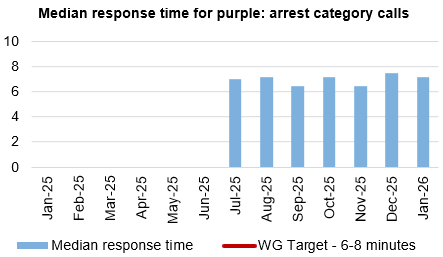 Median response time for purple: arrest category calls
10
8
6
4
2
0
Jan-25
Feb-25
Mar-25
Apr-25
May-25
Jun-25
Jul-25
Aug-25
Sep-25
Oct-25
Nov-25
Dec-25
Jan-26
Median response time
WG Target - 6-8 minutes